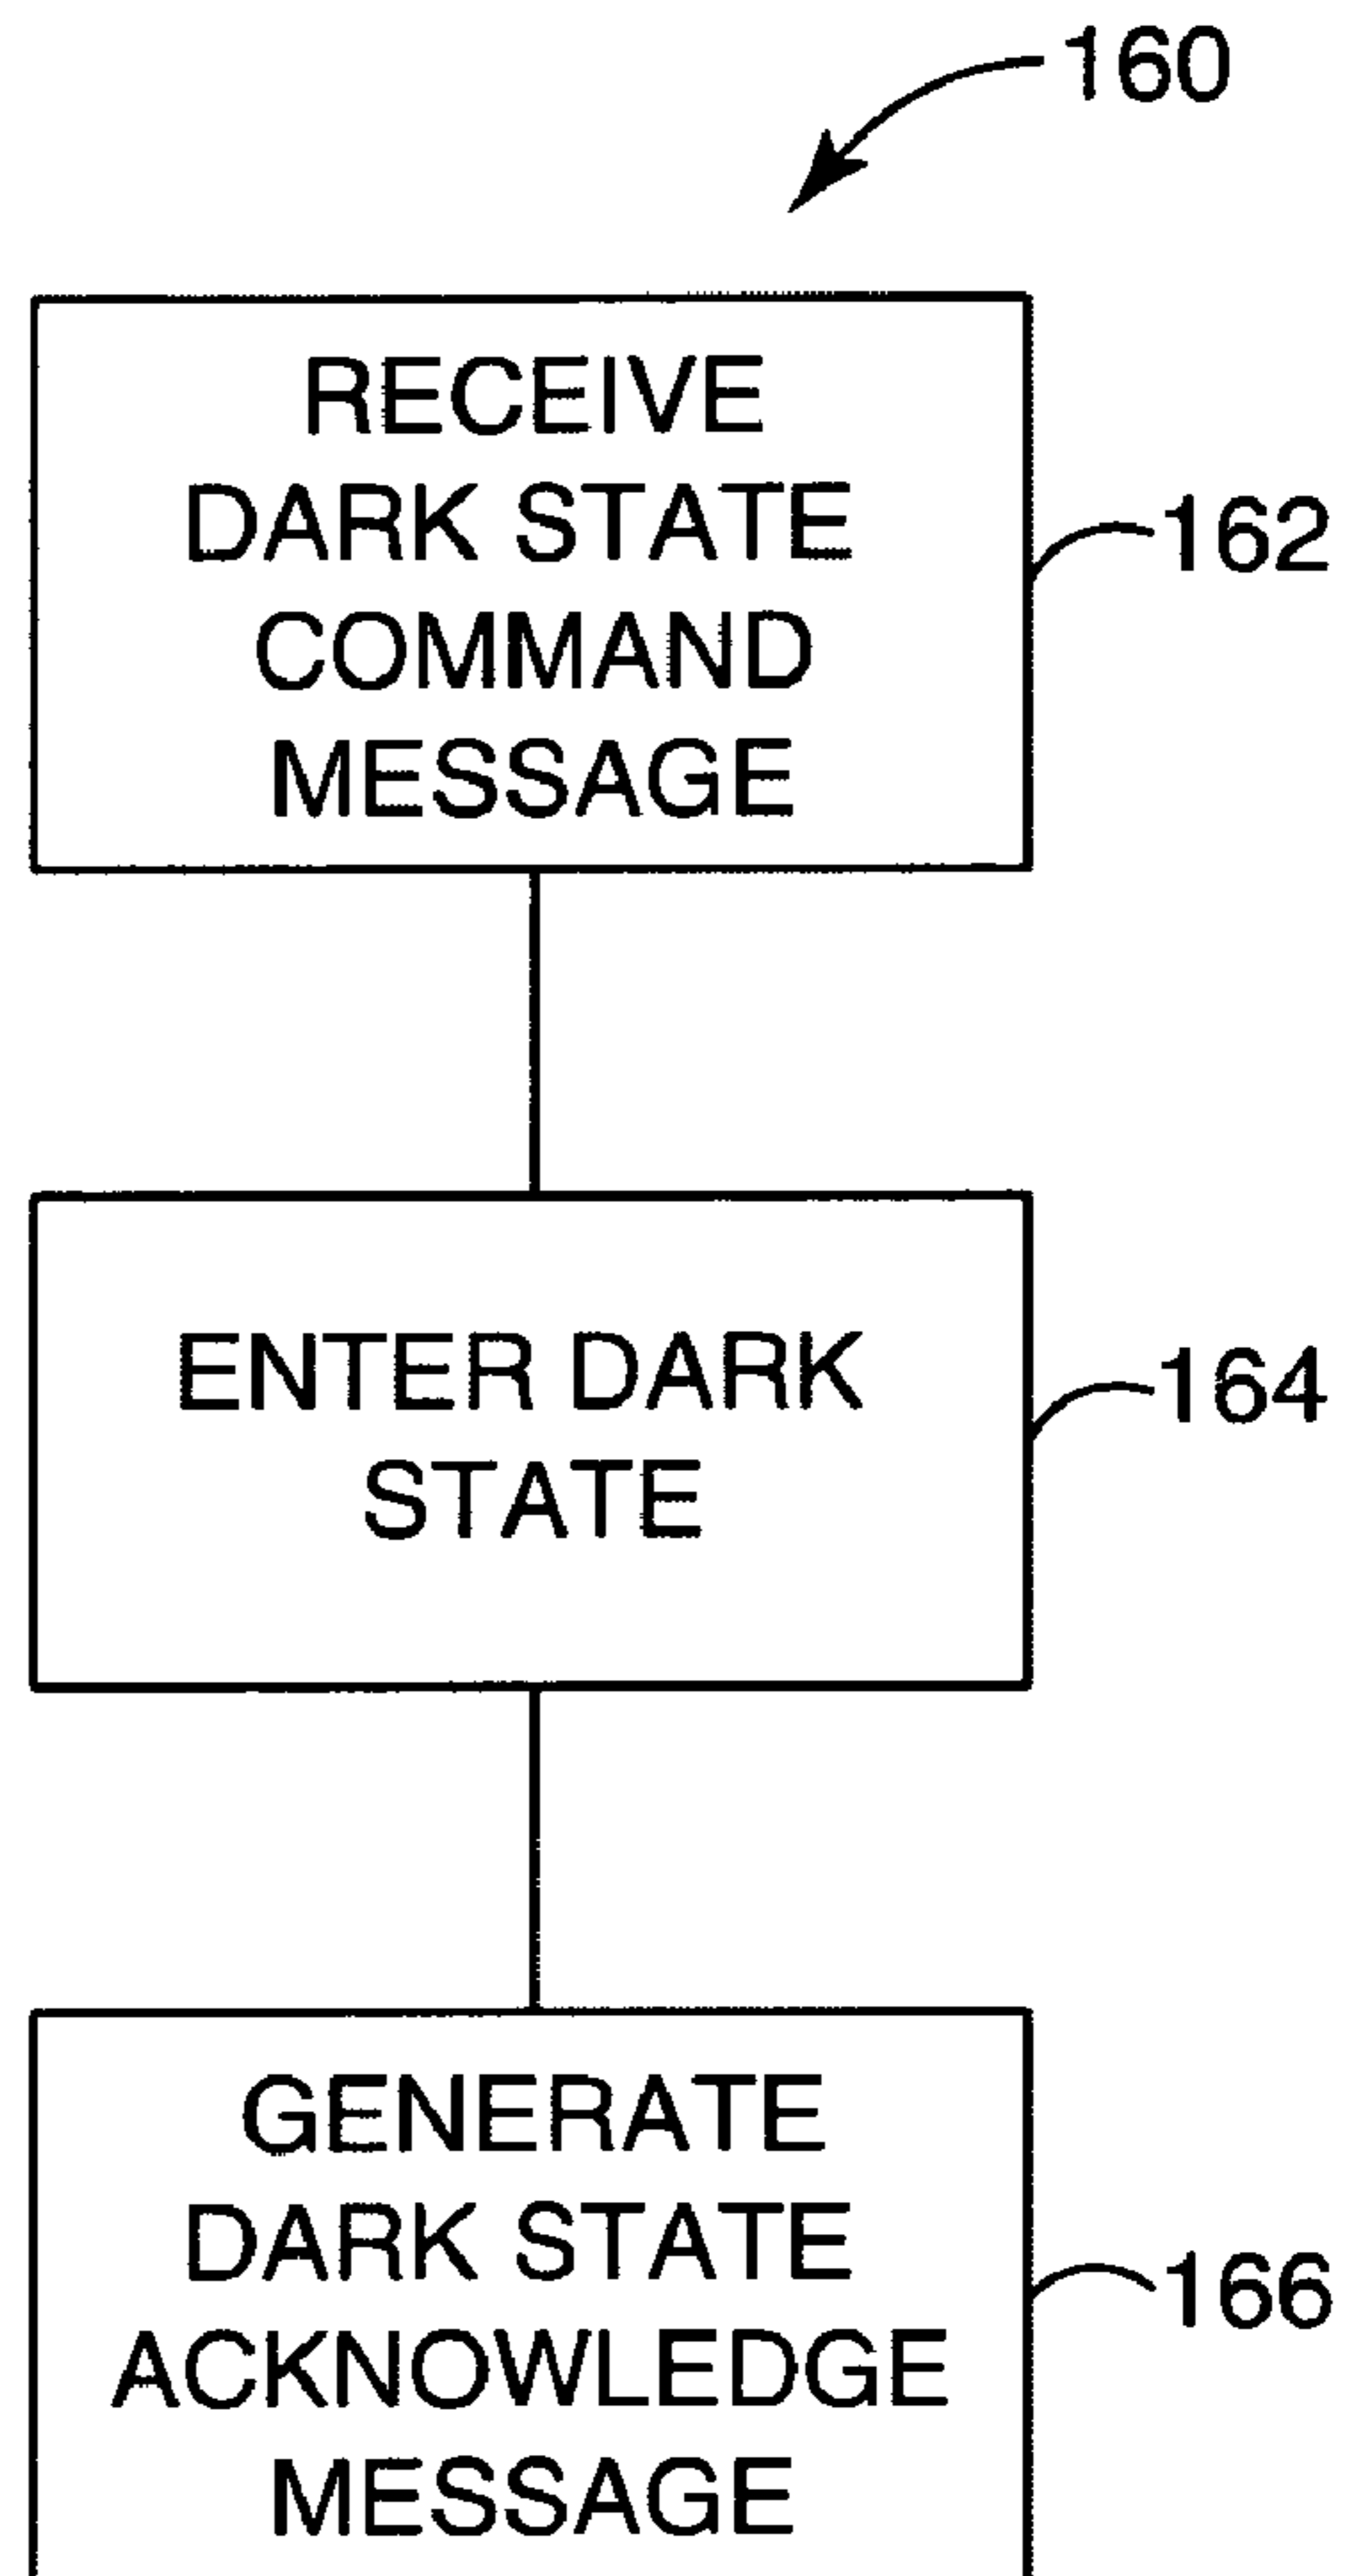 160
RECEIVE
DARK STATE
COMMAND
MESSAGE
162
ENTER DARK
STATE
164
GENERATE
DARK STATE
ACKNOWLEDGE
MESSAGE
166